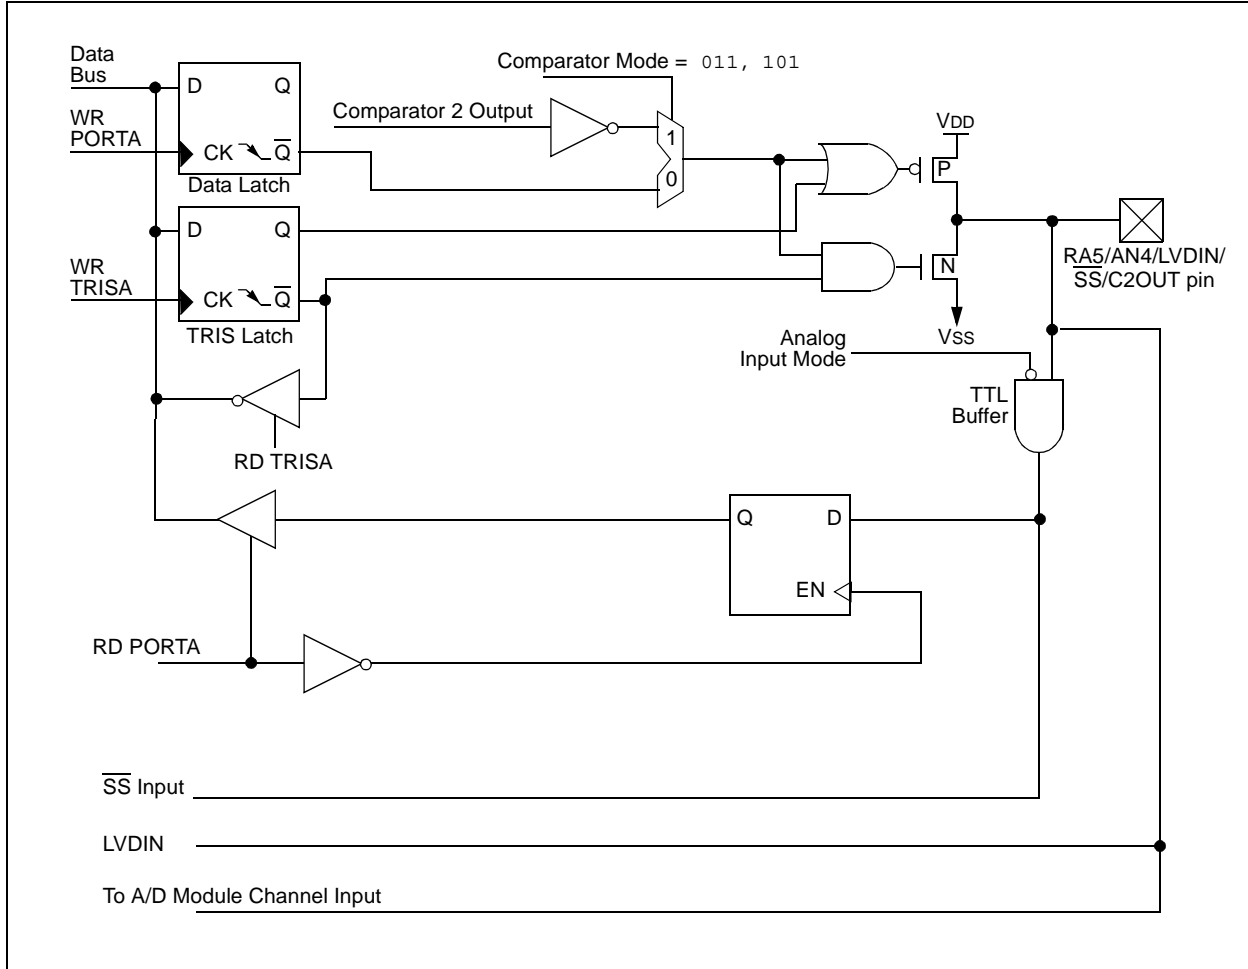 Data
Bus
D
Q
WR
PORTA
CK
Q̅
Data Latch
Comparator Mode = 011, 101
Comparator 2 Output
1
0
VDD
P
D
Q
WR
TRISA
CK
Q̅
TRIS Latch
N
VSS
RA5/AN4/LVDIN/
S̅S̅/C2OUT pin
Analog
Input Mode
TTL
Buffer
RD TRISA
Q
D
EN
RD PORTA
S̅S̅ Input
LVDIN
To A/D Module Channel Input